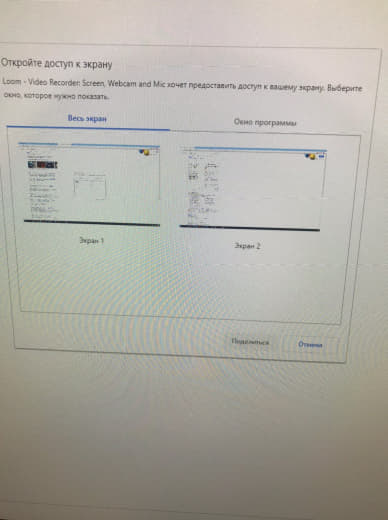 Откройте доступ к экрану
Loom - Video Recorder: Screen, Webcam and Mic хочет предоставить доступ к вашему экрану. Выберите
окно, которое нужно показать.
Весь экран
Окно программы
Экран 1
Экран 2
Поделиться
Отмена